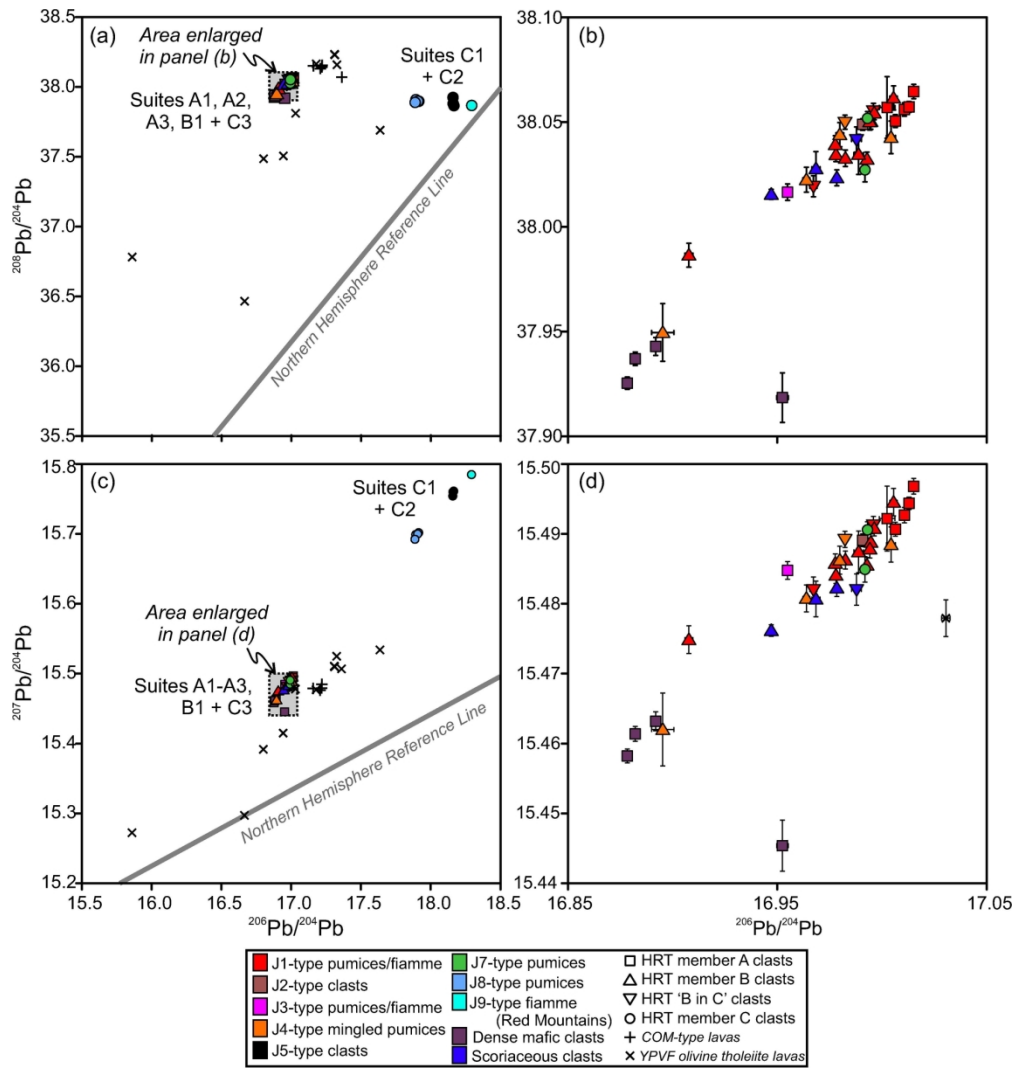 38.5
(a)
Area enlarged
in panel (b)
Suites C1
+ C2
38.0
Suites A1, A2,
A3, B1 + C3
37.5
37.0
36.5
36.0
35.5
208Pb/204Pb
Northern Hemisphere Reference Line
38.10
(b)
38.05
38.00
37.95
37.90
15.8
(c)
Suites C1
+ C2
15.7
15.6
Area enlarged
in panel (d)
15.5
Suites A1-A3,
B1 + C3
15.4
15.3
15.2
207Pb/204Pb
Northern Hemisphere Reference Line
15.5 16.0 16.5 17.0 17.5 18.0 18.5
206Pb/204Pb
15.50
(d)
15.49
15.48
15.47
15.46
15.45
15.44
16.85 16.95 17.05
206Pb/204Pb
J1-type pumices/fiamme
J2-type clasts
J3-type pumices/fiamme
J4-type mingled pumices
J5-type clasts
J7-type pumices
J8-type pumices
J9-type fiamme
(Red Mountains)
Dense mafic clasts
Scoriaceous clasts
HRT member A clasts
HRT member B clasts
HRT 'B in C' clasts
HRT member C clasts
COM-type lavas
YPVF olivine tholeiite lavas